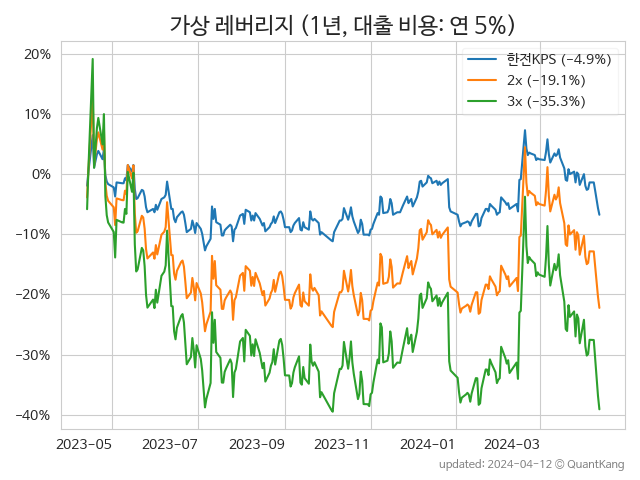 가상 레버리지 (1년, 대출 비용: 연 5%)
한전KPS (−4.9%)
2x (−19.1%)
3x (−35.3%)
20%
10%
0%
−10%
−20%
−30%
−40%
2023-05
2023-07
2023-09
2023-11
2024-01
2024-03
updated: 2024-04-12 © QuantKang